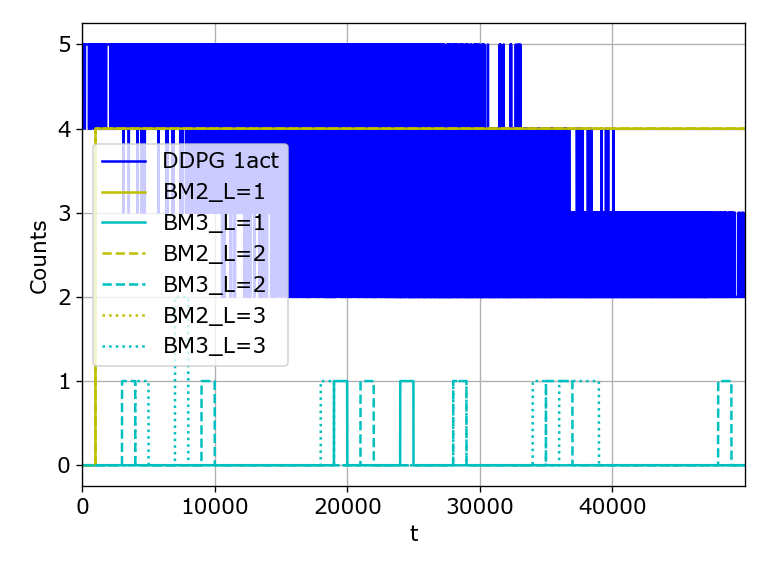 5
4
3
2
1
0
Counts
DDPG 1act
BM2_L=1
BM3_L=1
BM2_L=2
BM3_L=2
BM2_L=3
BM3_L=3
0 10000 20000 30000 40000
t